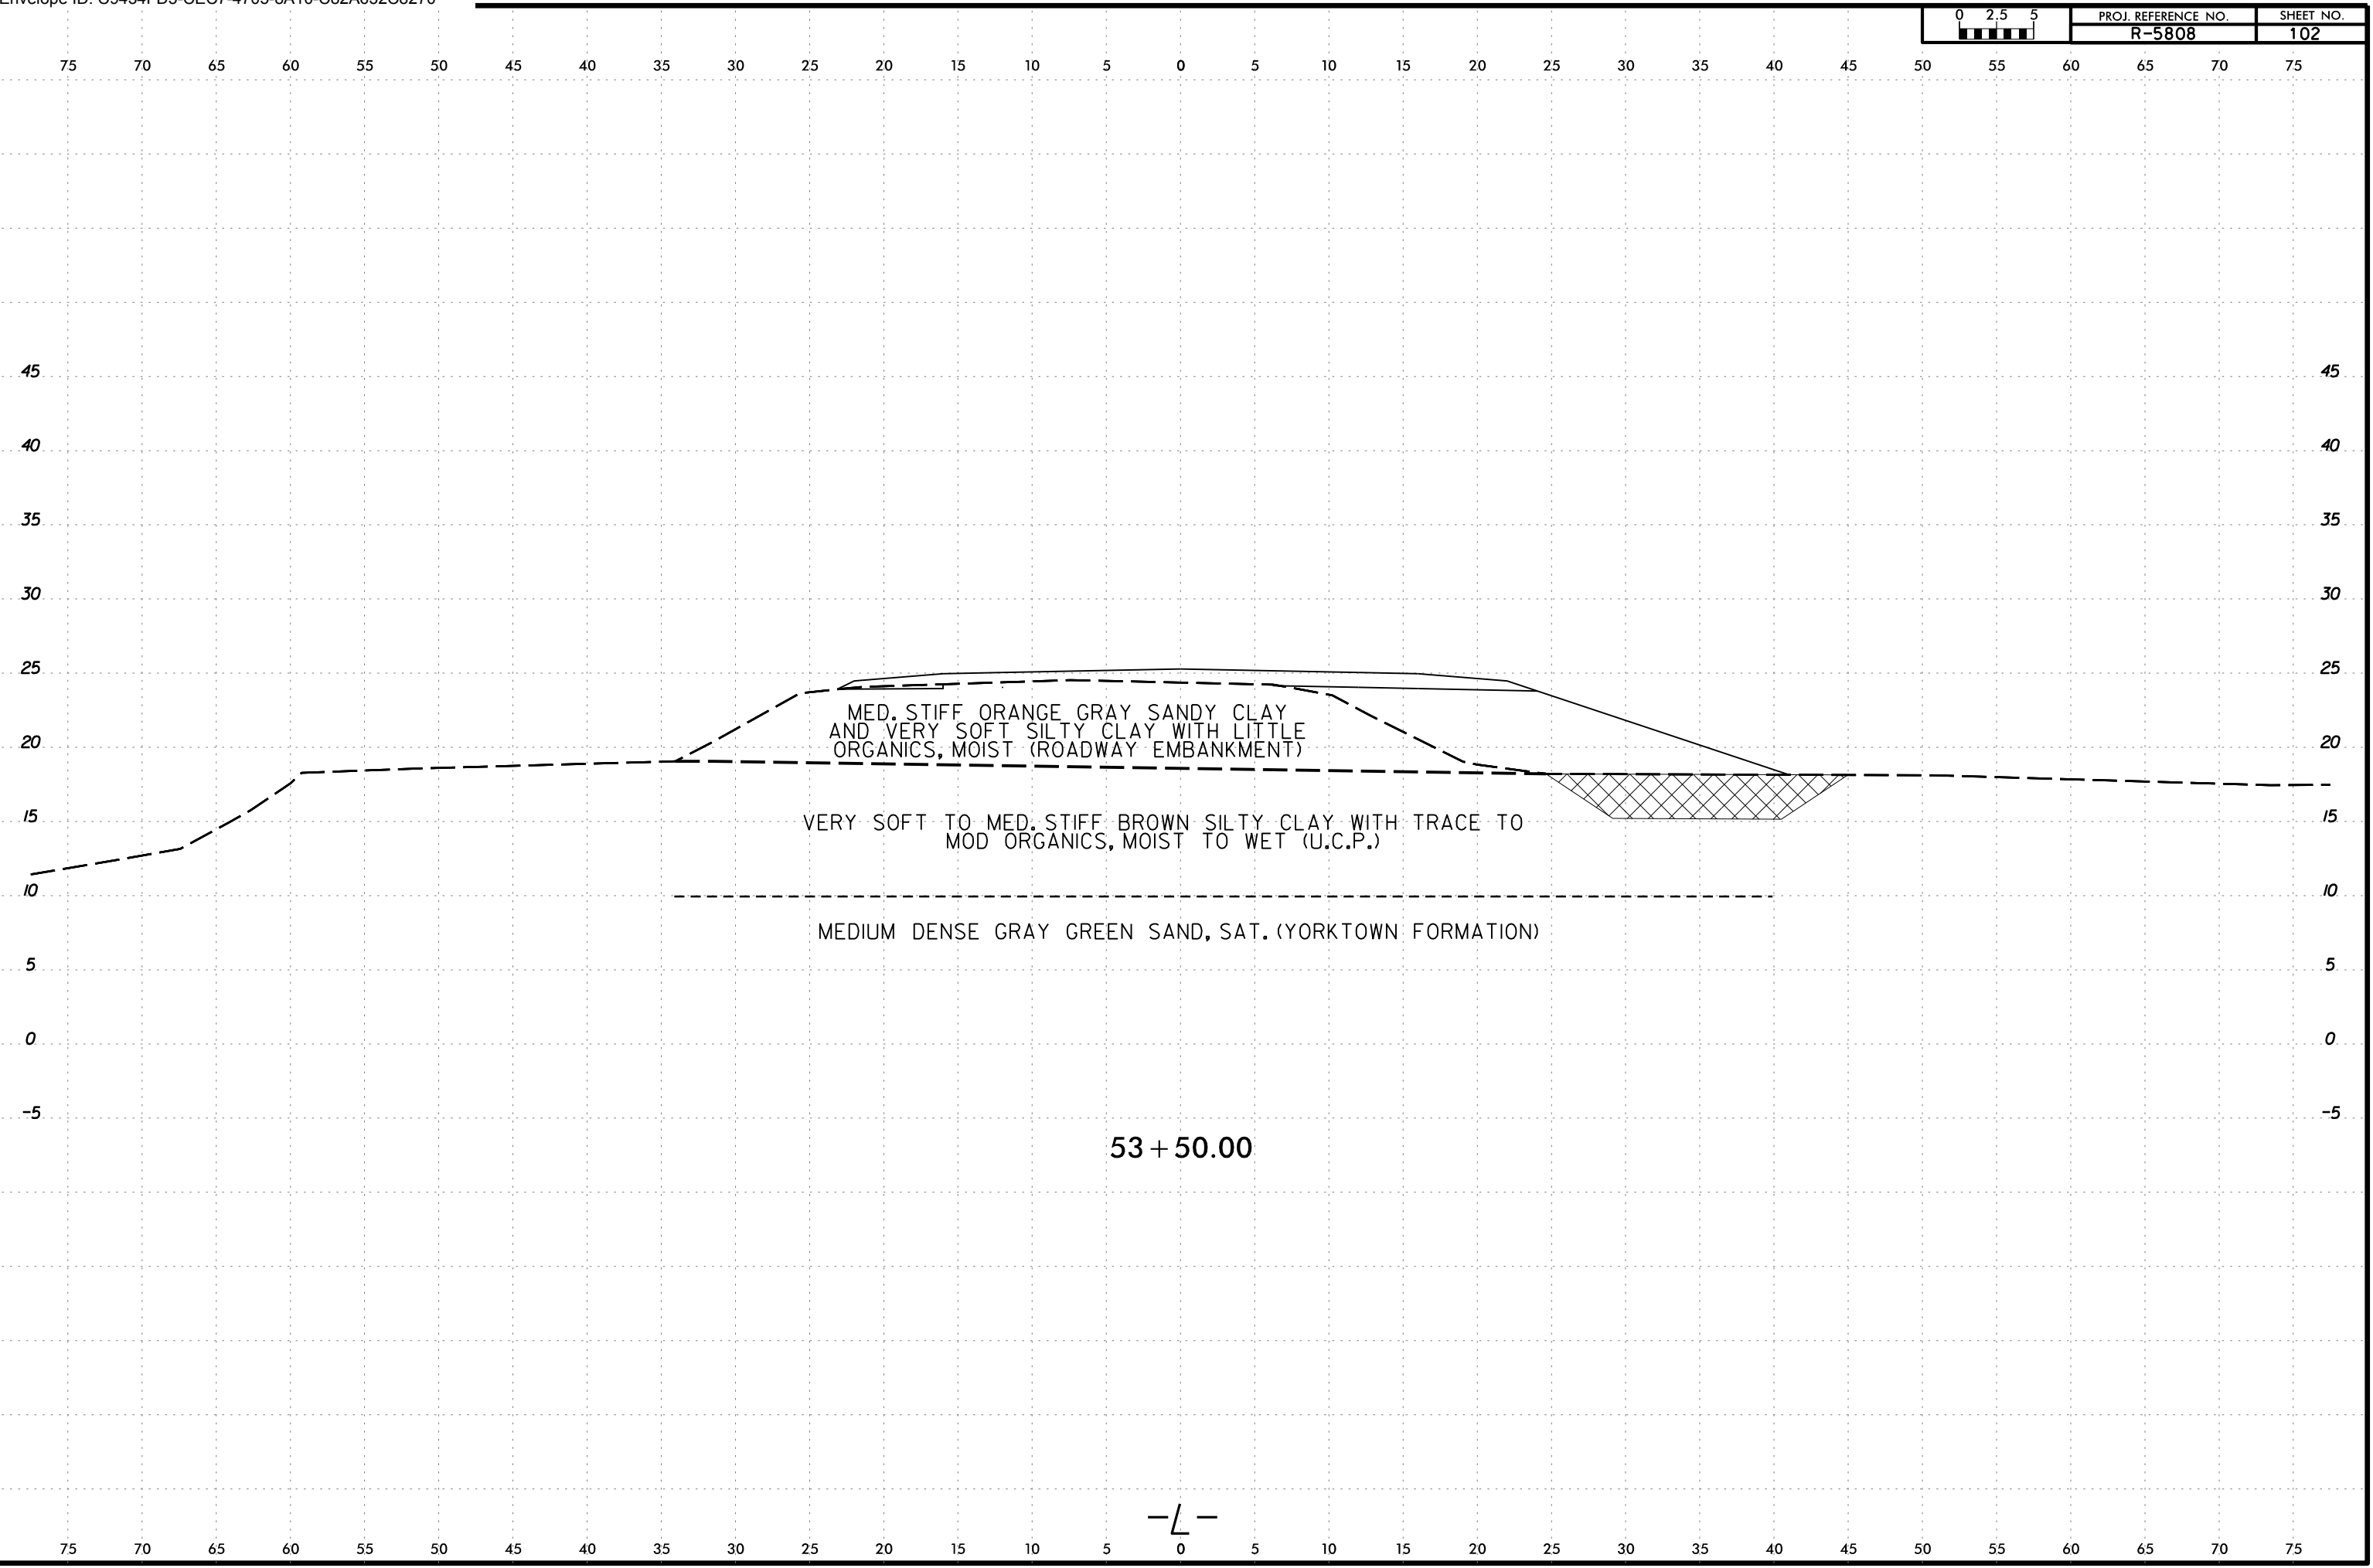 0 2.5 5
PROJ. REFERENCE NO.
SHEET NO.
R-5808
102
75 70 65 60 55 50 45 40 35 30 25 20 15 10 5 0 5 10 15 20 25 30 35 40 45 50 55 60 65 70 75
45 45
40 40
35 35
30 30
25 25
20 20
15 15
10 10
5 5
0 0
-5 -5
MED. STIFF ORANGE GRAY SANDY CLAY
AND VERY SOFT SILTY CLAY WITH LITTLE
ORGANICS, MOIST (ROADWAY EMBANKMENT)
VERY SOFT TO MED. STIFF BROWN SILTY CLAY WITH TRACE TO
MOD ORGANICS, MOIST TO WET (U.C.P.)
MEDIUM DENSE GRAY GREEN SAND, SAT. (YORKTOWN FORMATION)
53+50.00
-L-
75 70 65 60 55 50 45 40 35 30 25 20 15 10 5 0 5 10 15 20 25 30 35 40 45 50 55 60 65 70 75